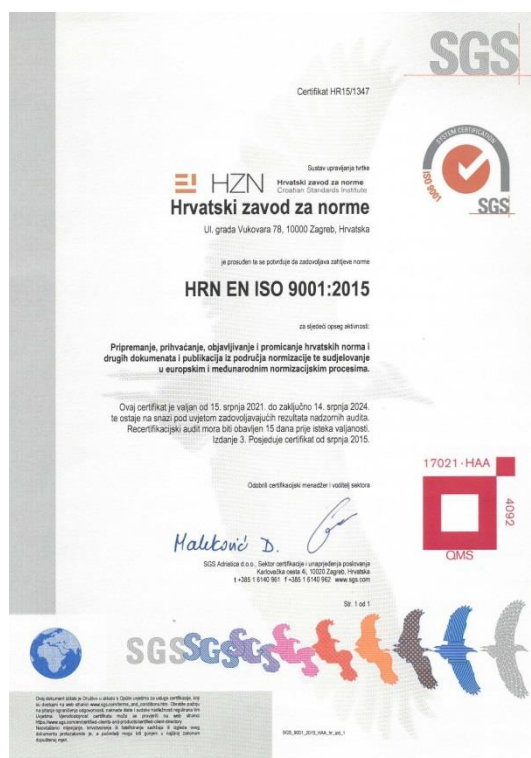 SGS
Certifikat HR15/1347
SYSTEM CERTIFICATION
ISO 9001
SGS
Sustav upravljanja tvrtke
HZN Hrvatski zavod za norme
Croatian Standards Institute
Hrvatski zavod za norme
Ul. grada Vukovara 78, 10000 Zagreb, Hrvatska
je prosuđen te se potvrđuje da zadovoljava zahtjeve norme
HRN EN ISO 9001:2015
za sljedeći opseg aktivnosti:
Pripremanje, prihvaćanje, objavljivanje i promicanje hrvatskih norma i
drugih dokumenata i publikacija iz područja normizacije te sudjelovanje
u europskim i međunarodnim normizacijskim procesima.
Ovaj certifikat je valjan od 15. srpnja 2021. do zaključno 14. srpnja 2024.
te ostaje na snazi pod uvjetom zadovoljavajućih rezultata nadzornih audita.
Recertifikacijski audit mora biti obavljen 15 dana prije isteka valjanosti.
Izdanje 3. Posjeduje certifikat od srpnja 2015.
17021-HAA
4092
QMS
Odobrili certifikacijski menadžer i voditelj sektora
Maleković D.
SGS Adriatica d.o.o., Sektor certifikacije i unaprjeđenja poslovanja
Karlovačka cesta 4l, 10020 Zagreb, Hrvatska
t +385 1 6140 961 f +385 1 6140 962 www.sgs.com
Str. 1 od 1
SGSSGS